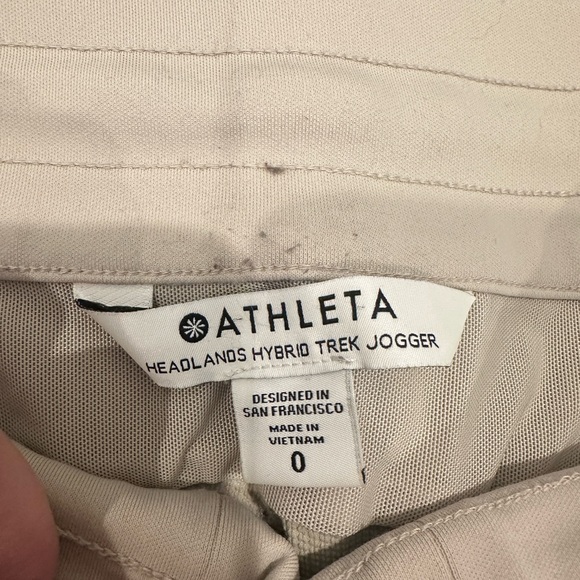 ATHLETA
HEADLANDS HYBRID TREK JOGGER
DESIGNED IN
SAN FRANCISCO
MADE IN
VIETNAM
0